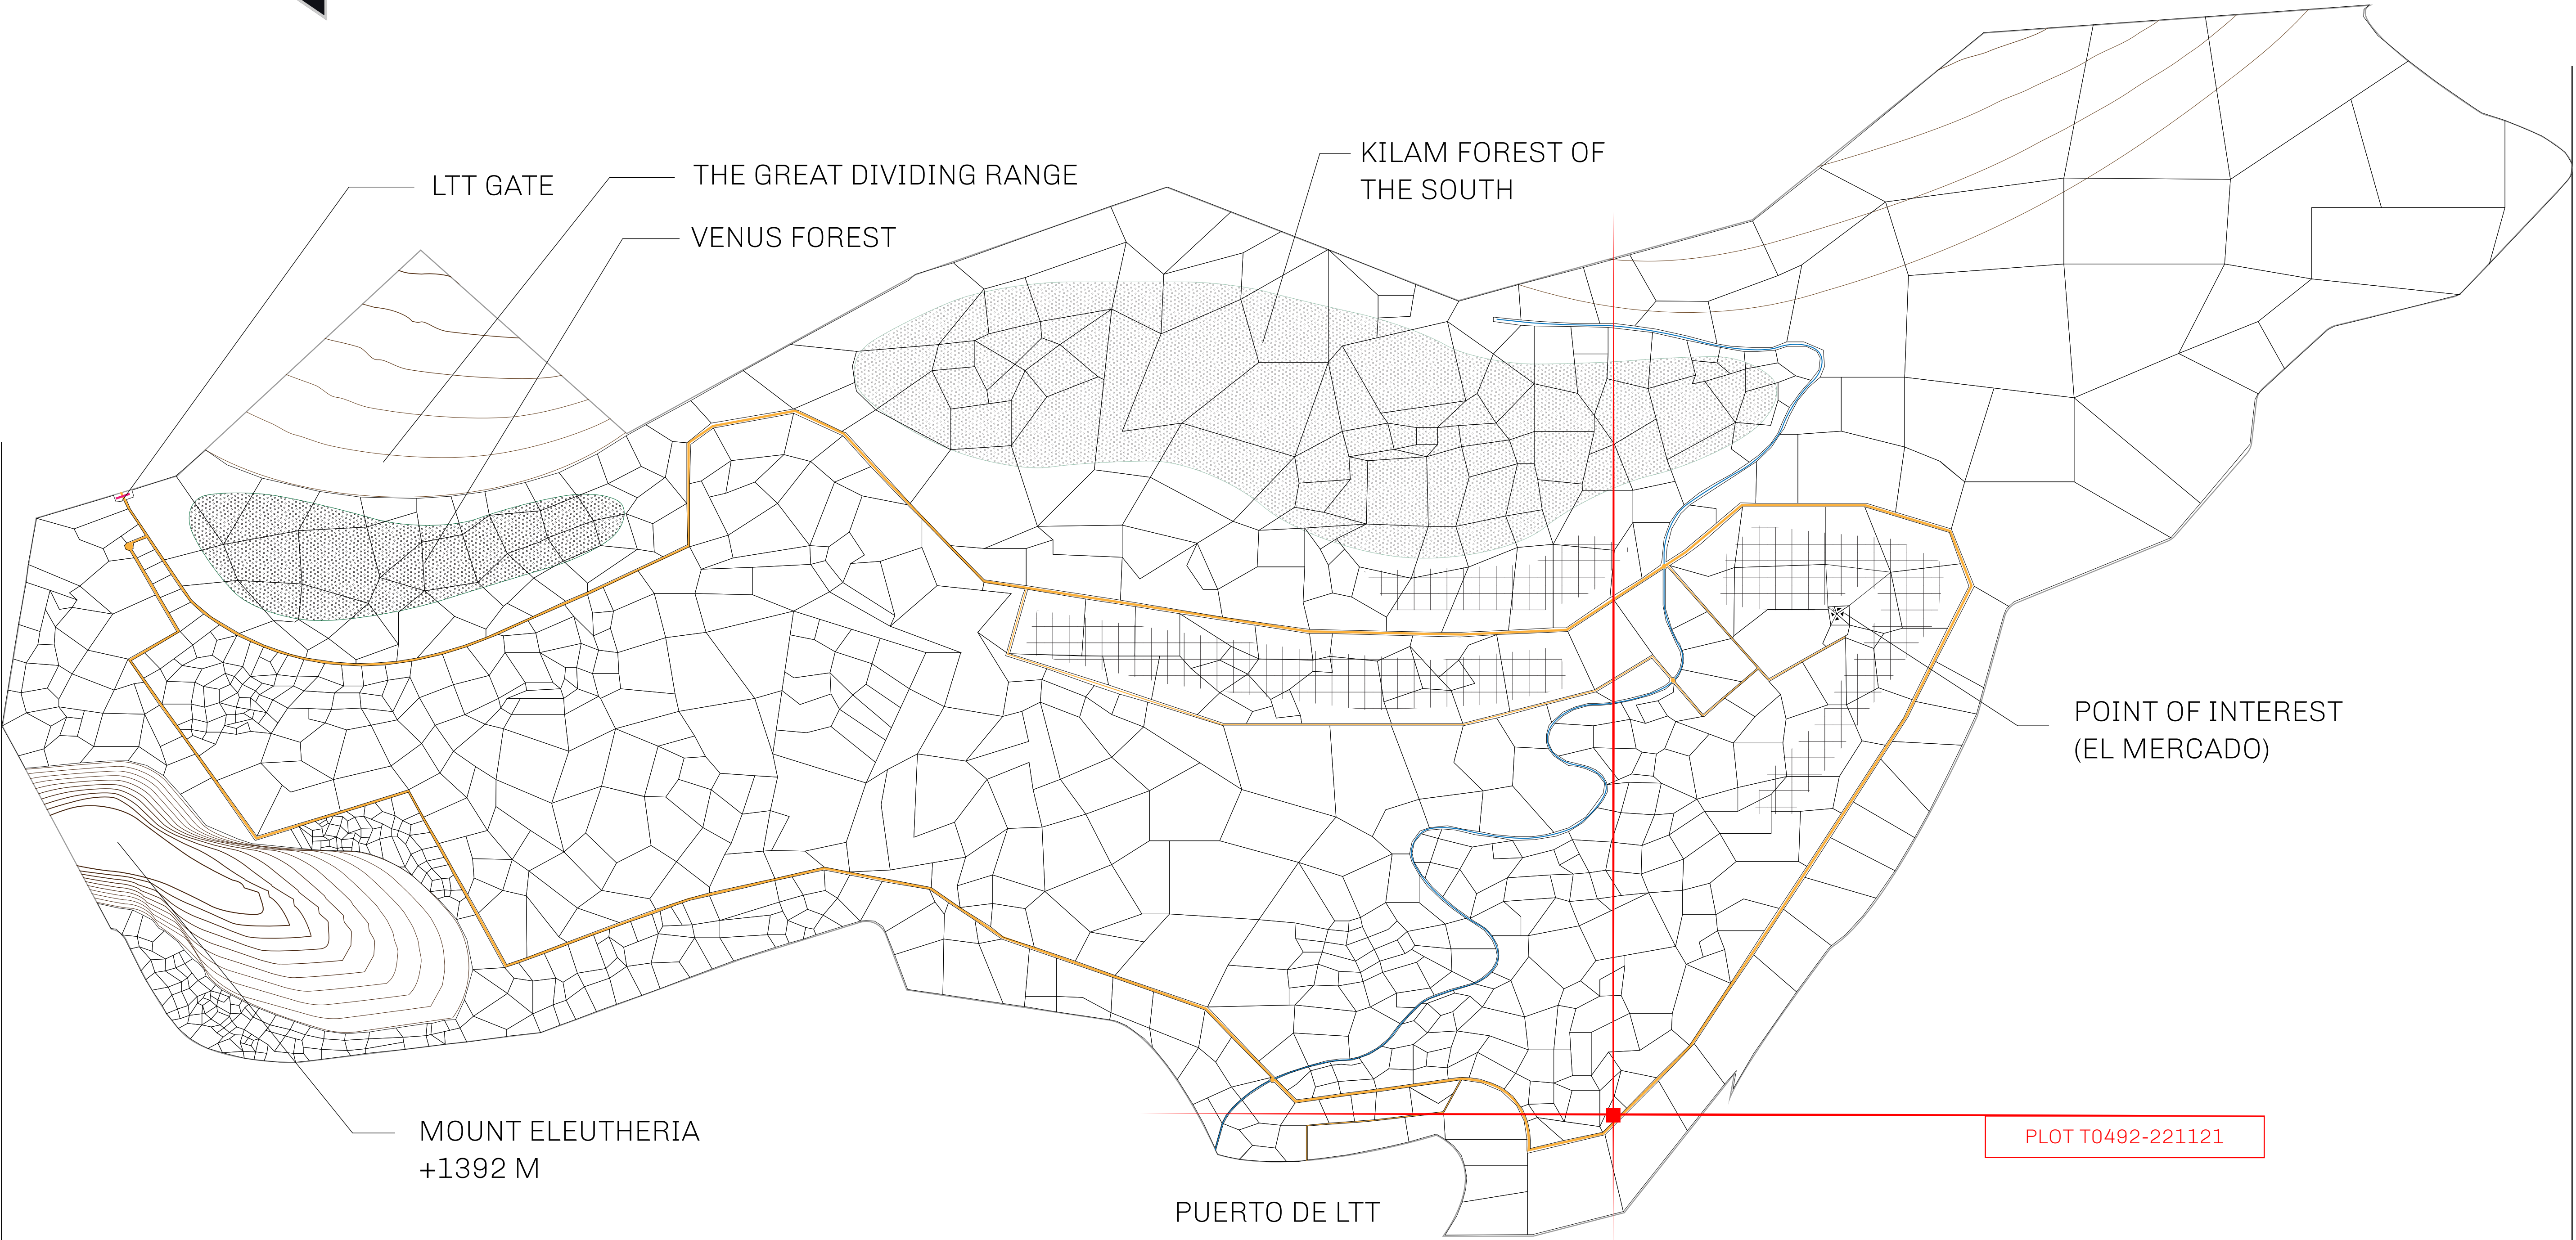 LTT GATE
THE GREAT DIVIDING RANGE
VENUS FOREST
KILAM FOREST OF
THE SOUTH
POINT OF INTEREST
(EL MERCADO)
MOUNT ELEUTHERIA
+1392 M
PUERTO DE LTT
PLOT T0492-221121